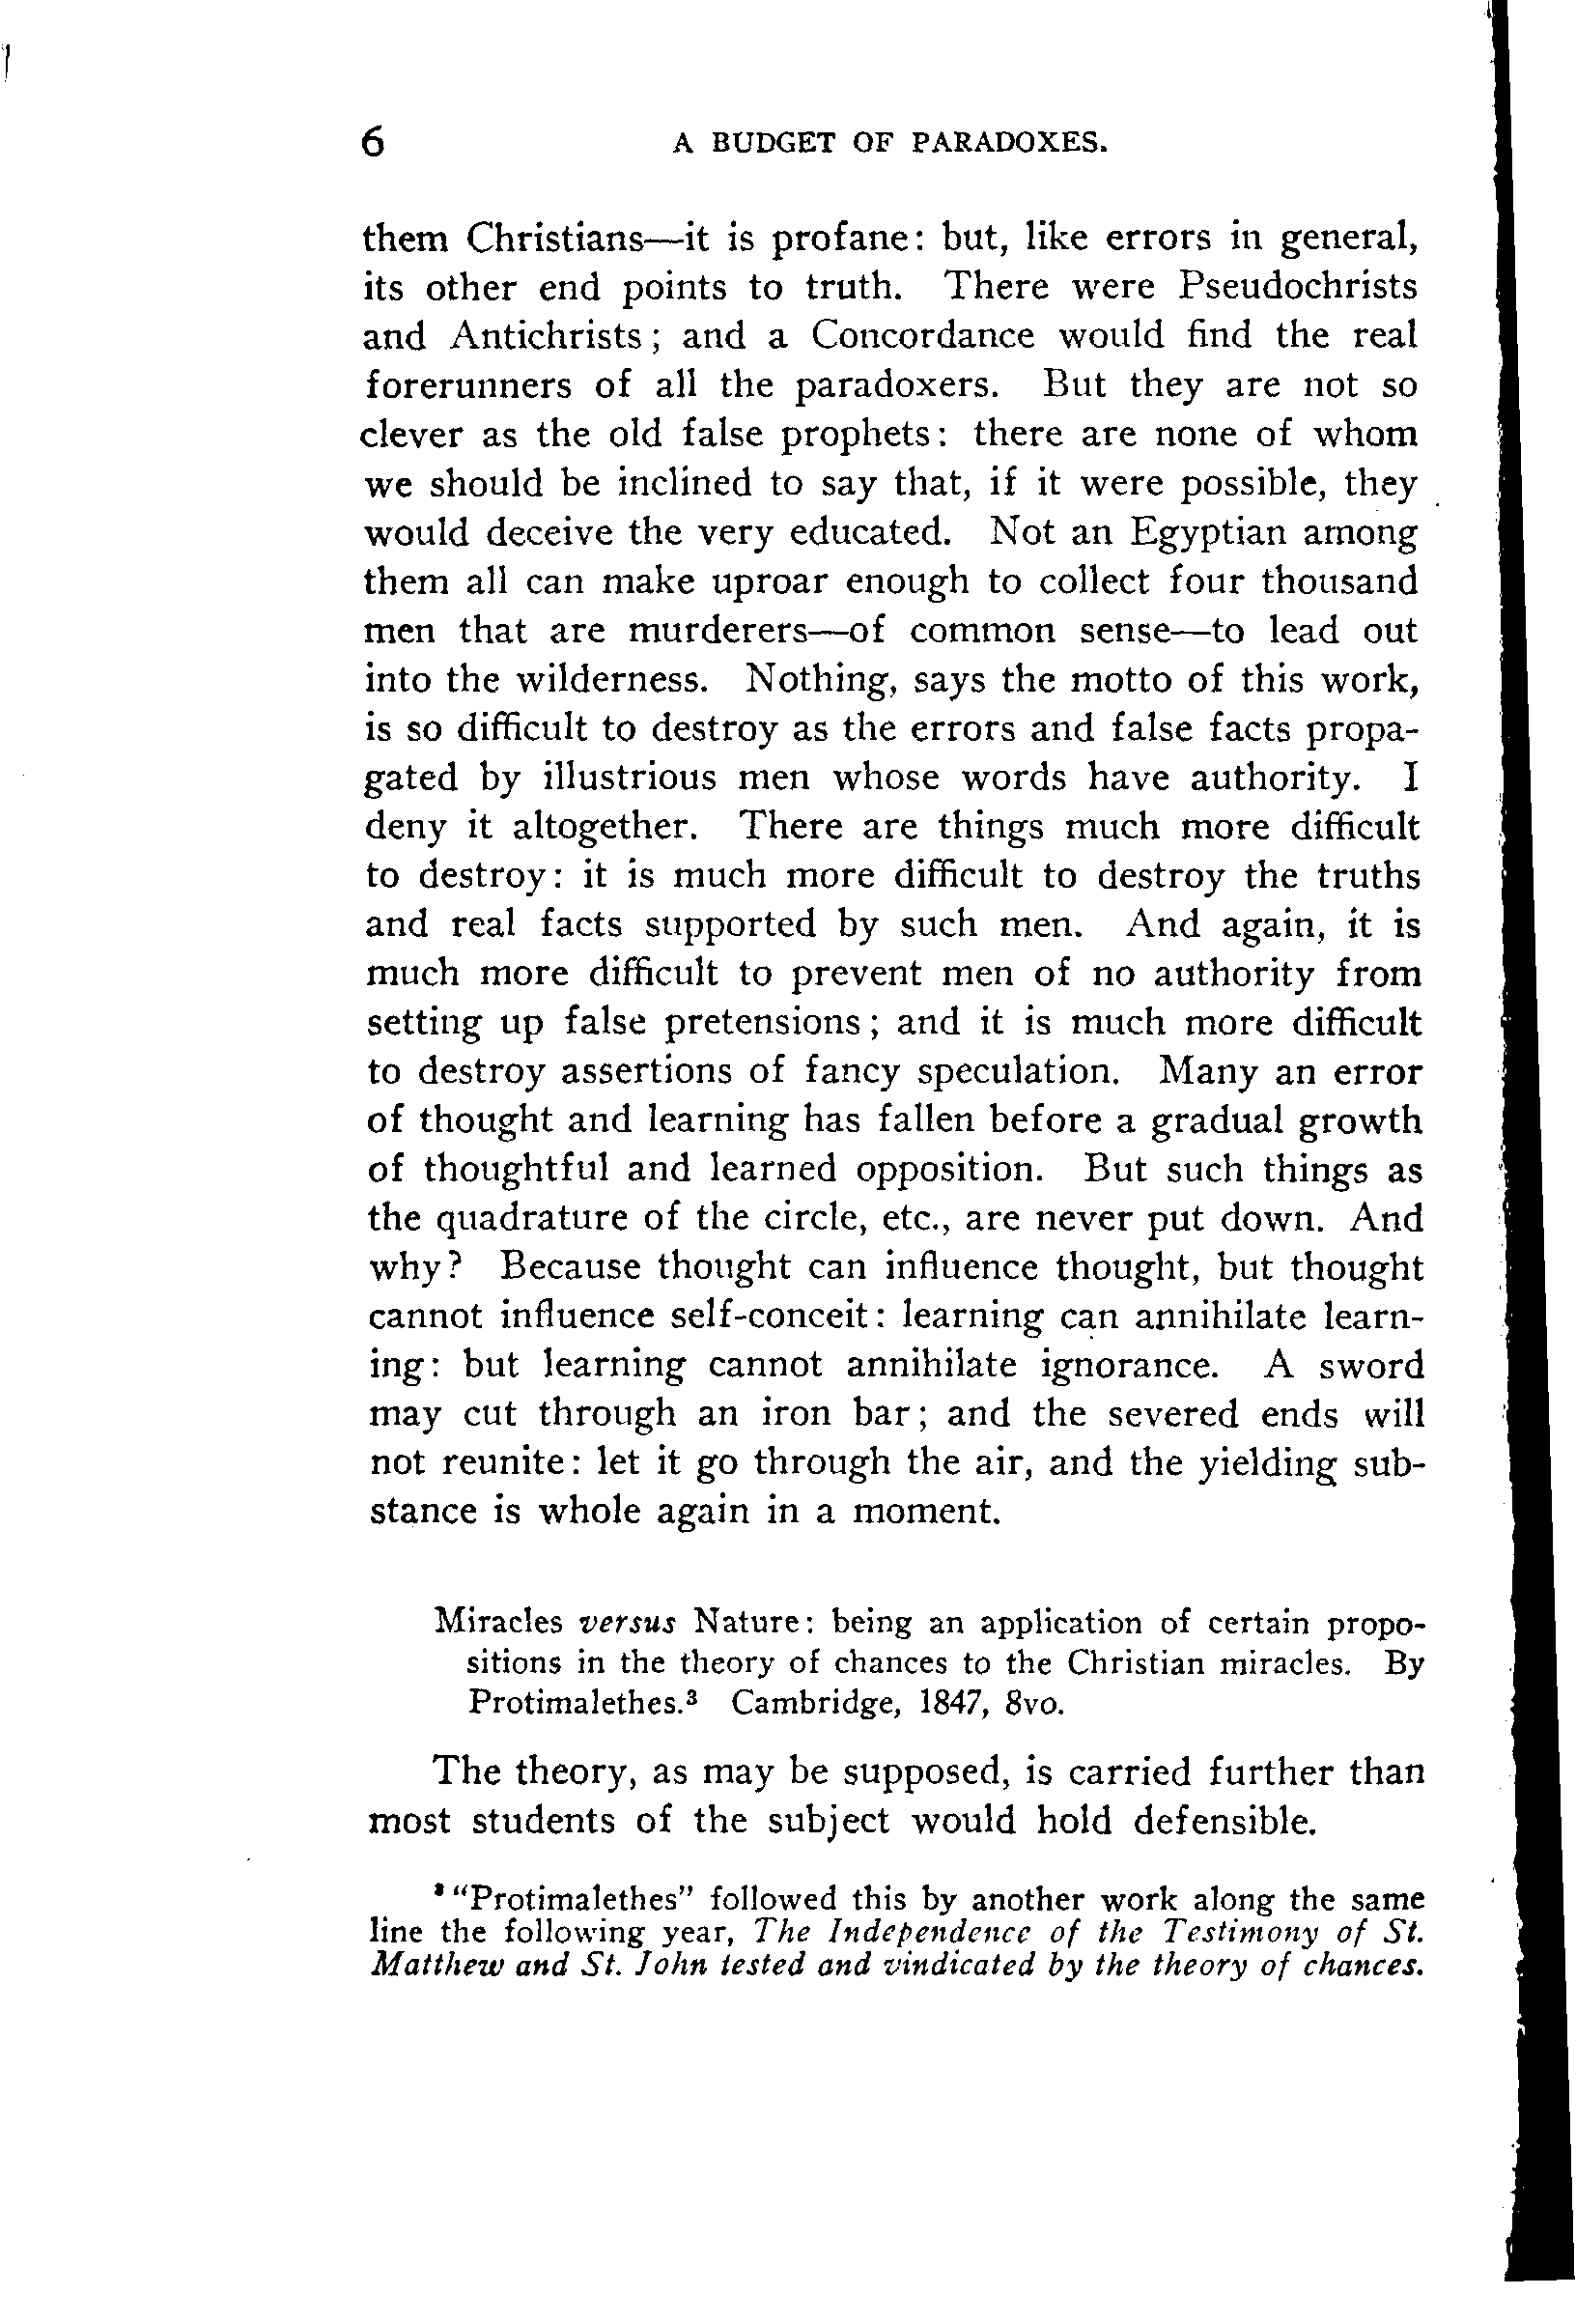 6 A BUDGET OF PARADOXES.
them Christians—it is profane: but, like errors in general,
its other end points to truth. There were Pseudochrists
and Antichrists; and a Concordance would find the real
forerunners of all the paradoxers. But they are not so
clever as the old false prophets: there are none of whom
we should be inclined to say that, if it were possible, they
would deceive the very educated. Not an Egyptian among
them all can make uproar enough to collect four thousand
men that are murderers—of common sense—to lead out
into the wilderness. Nothing, says the motto of this work,
is so difficult to destroy as the errors and false facts propa-
gated by illustrious men whose words have authority. I
deny it altogether. There are things much more difficult
to destroy: it is much more difficult to destroy the truths
and real facts supported by such men. And again, it is
much more difficult to prevent men of no authority from
setting up false pretensions; and it is much more difficult
to destroy assertions of fancy speculation. Many an error
of thought and learning has fallen before a gradual growth
of thoughtful and learned opposition. But such things as
the quadrature of the circle, etc., are never put down. And
why? Because thought can influence thought, but thought
cannot influence self-conceit: learning can annihilate learn-
ing: but learning cannot annihilate ignorance. A sword
may cut through an iron bar; and the severed ends will
not reunite: let it go through the air, and the yielding sub-
stance is whole again in a moment.
Miracles versus Nature: being an application of certain propo-
sitions in the theory of chances to the Christian miracles. By
Protimalethes.³ Cambridge, 1847, 8vo.
The theory, as may be supposed, is carried further than
most students of the subject would hold defensible.
³ "Protimalethes" followed this by another work along the same
line the following year, The Independence of the Testimony of St.
Matthew and St. John tested and vindicated by the theory of chances.